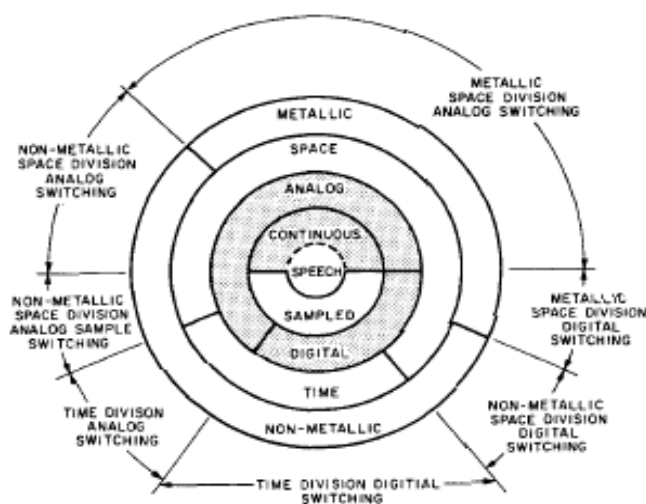 METALLIC
SPACE DIVISION
ANALOG SWITCHING
METALLIC
NON-METALLIC
SPACE DIVISION
ANALOG
SWITCHING
SPACE
ANALOG
CONTINUOUS
SPEECH
NON-METALLIC
SPACE DIVISION
ANALOG SAMPLE
SWITCHING
METALLYC
SPACE DIVISION
DIGITAL
SWITCHING
SAMPLED
DIGITAL
TIME DIVISON
ANALOG
SWITCHING
TIME
NON-METALLIC
SPACE DIVISION
DIGITAL
SWITCHING
NON-METALLIC
TIME DIVISION DIGITIAL
SWITCHING